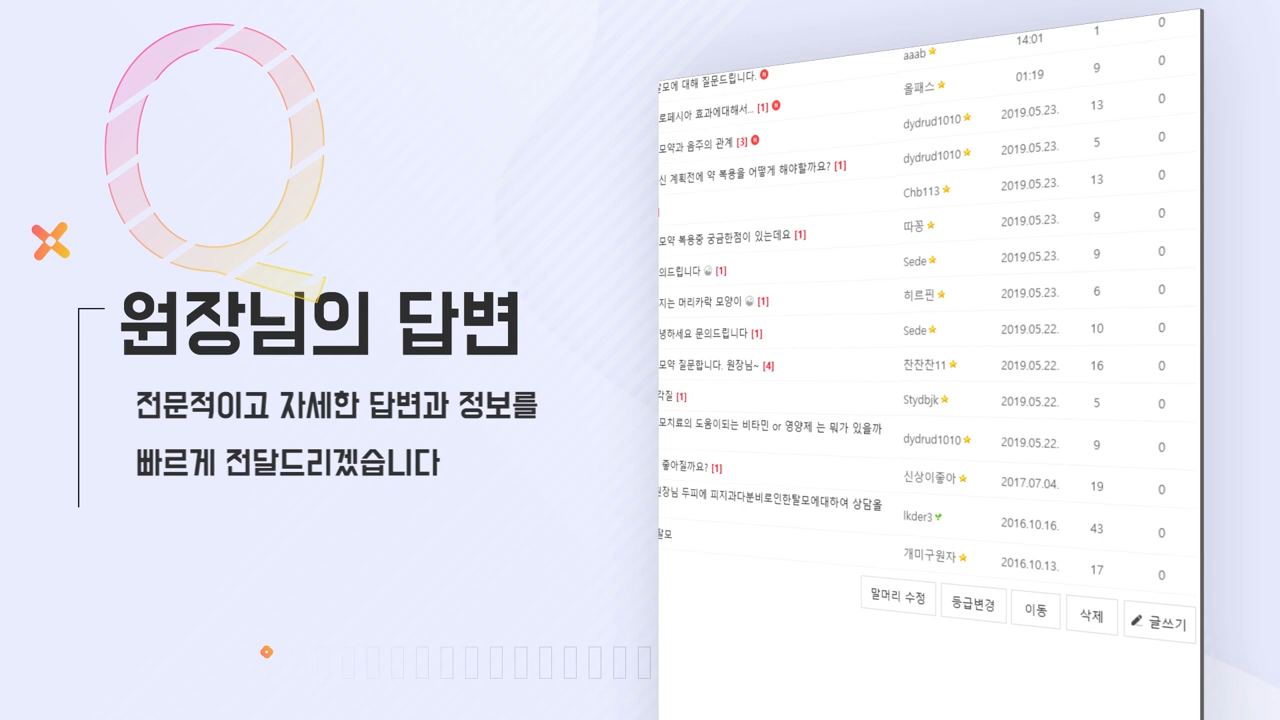 Q
원장님의 답변
전문적이고 자세한 답변과 정보를
빠르게 전달드리겠습니다
aaab 14:01 1 0
탈모에 대해 질문드립니다. N 올패스 01:19 9 0
로페시아 효과에대해서... [1] N dydrud1010 2019.05.23. 13 0
모약과 음주의 관계 [3] N dydrud1010 2019.05.23. 5 0
신 계획전에 약 복용을 어떻게 해야할까요? [1] Chb113 2019.05.23. 13 0
] 따꽁 2019.05.23. 9 0
모약 복용중 궁금한점이 있는데요 [1] Sede 2019.05.23. 9 0
의드립니다 [1] 히르핀 2019.05.23. 6 0
지는 머리카락 모양이 [1] Sede 2019.05.22. 10 0
녕하세요 문의드립니다 [1] 찬찬찬11 2019.05.22. 16 0
모약 질문합니다. 원장님~ [4] Stydbjk 2019.05.22. 5 0
각질 [1] dydrud1010 2019.05.22. 9 0
모치료의 도움이되는 비타민 or 영양제 는 뭐가 있을까
좋아질까요? [1] 신상이좋아 2017.07.04. 19 0
원장님 두피에 피지과다분비로인한탈모에대하여 상담올 lkder3 2016.10.16. 43 0
탈모 개미구원자 2016.10.13. 17 0
말머리 수정 등급변경 이동 삭제 글쓰기